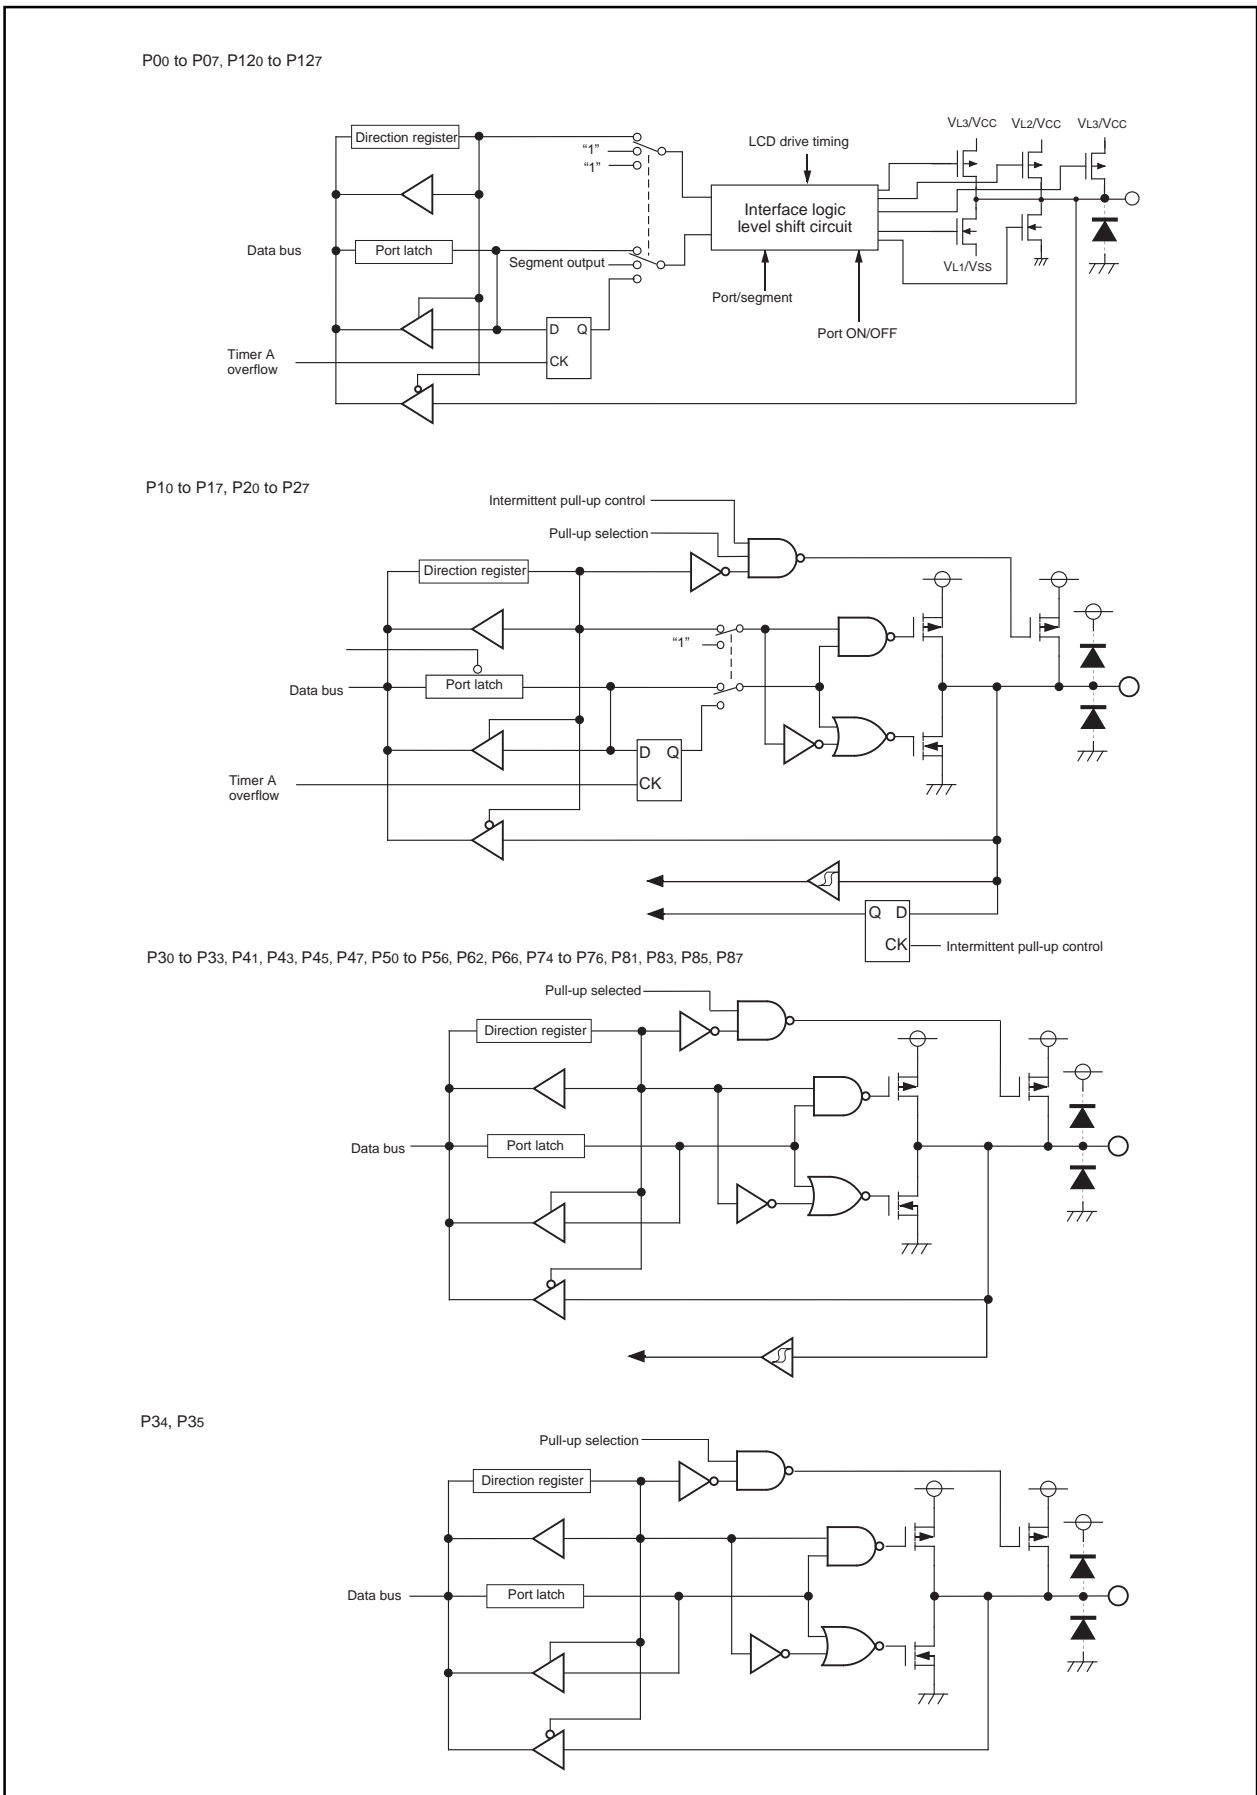 P00 to P07, P120 to P127
Direction register
"1"
"1"
LCD drive timing
VL3/VCC
VL2/VCC
VL3/VCC
Interface logic
level shift circuit
Data bus
Port latch
Segment output
VL1/VSS
Port/segment
Port ON/OFF
D Q
CK
Timer A
overflow
P10 to P17, P20 to P27
Intermittent pull-up control
Pull-up selection
Direction register
"1"
Data bus
Port latch
D Q
CK
Timer A
overflow
Q D
CK
Intermittent pull-up control
P30 to P33, P41, P43, P45, P47, P50 to P56, P62, P66, P74 to P76, P81, P83, P85, P87
Pull-up selected
Direction register
Data bus
Port latch
P34, P35
Pull-up selection
Direction register
Data bus
Port latch